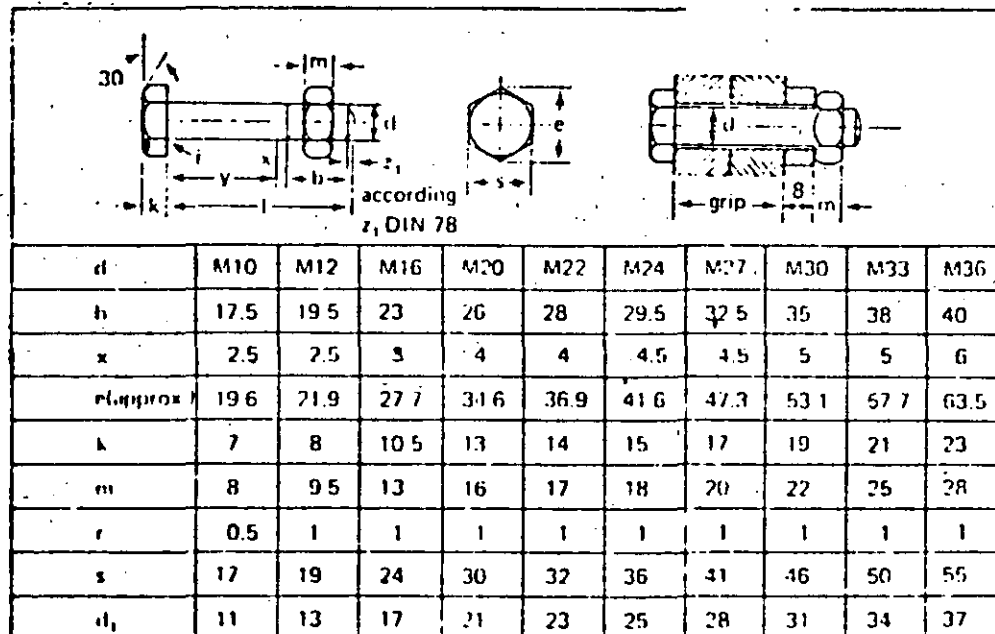 30
m
d
e
x
z₁
y
b
s
k
l
according
z₁ DIN 78
d
grip
8
m
d M10 M12 M16 M20 M22 M24 M27 M30 M33 M36
b 17.5 19.5 23 26 28 29.5 32.5 35 38 40
x 2.5 2.5 3 4 4 4.5 4.5 5 5 6
e(approx.) 19.6 21.9 27.7 34.6 36.9 41.6 47.3 53.1 57.7 63.5
k 7 8 10.5 13 14 15 17 19 21 23
m 8 9.5 13 16 17 18 20 22 25 28
r 0.5 1 1 1 1 1 1 1 1 1
s 17 19 24 30 32 36 41 46 50 55
d₁ 11 13 17 21 23 25 28 31 34 37